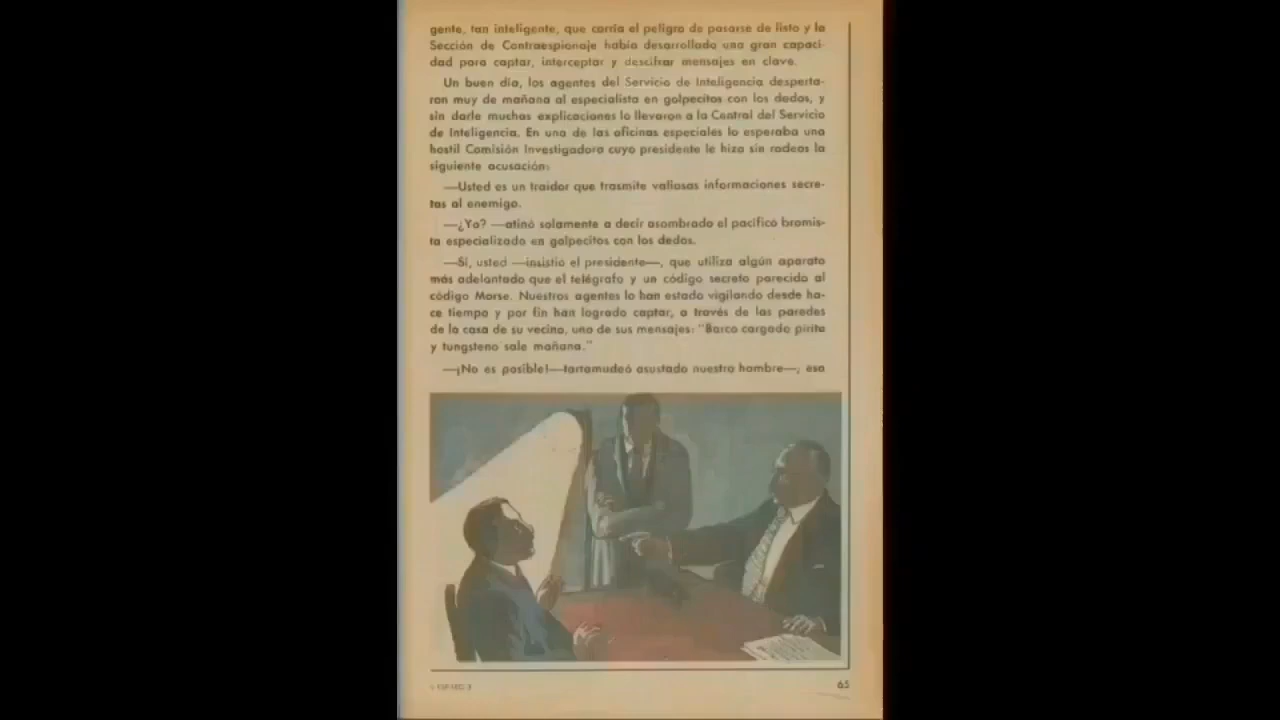 gente, tan inteligente, que corría el peligro de pasarse de listo y la
Sección de Contraespionaje había desarrollado una gran capaci-
dad para captar, interceptar y descifrar mensajes en clave.
Un buen día, los agentes del Servicio de Inteligencia desperta-
ron muy de mañana al especialista en golpecitos con los dedos, y
sin darle muchas explicaciones lo llevaron a la Central del Servicio
de Inteligencia. En una de las oficinas especiales lo esperaba una
hostil Comisión Investigadora cuyo presidente le hizo sin rodeos la
siguiente acusación:
—Usted es un traidor que trasmite valiosas informaciones secre-
tas al enemigo.
—¿Yo? —atinó solamente a decir asombrado el pacífico bromis-
ta especializado en golpecitos con los dedos.
—Sí, usted —insistió el presidente—, que utiliza algún aparato
más adelantado que el telégrafo y un código secreto parecido al
código Morse. Nuestros agentes lo han estado vigilando desde ha-
ce tiempo y por fin han logrado captar, a través de las paredes
de la casa de su vecino, uno de sus mensajes: "Barco cargado pirita
y tungsteno sale mañana."
—¡No es posible!—tartamudeó asustado nuestro hombre—, esa
65